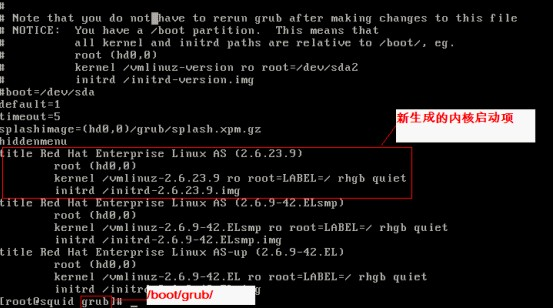 #
# Note that you do not have to rerun grub after making changes to this file
# NOTICE:  You have a /boot partition.  This means that
#          all kernel and initrd paths are relative to /boot/, eg.
#          root (hd0,0)
#          kernel /vmlinuz-version ro root=/dev/sda2
#          initrd /initrd-version.img
#boot=/dev/sda
default=1
timeout=5
splashimage=(hd0,0)/grub/splash.xpm.gz
hiddenmenu
新生成的内核启动项
title Red Hat Enterprise Linux AS (2.6.23.9)
        root (hd0,0)
        kernel /vmlinuz-2.6.23.9 ro root=LABEL=/ rhgb quiet
        initrd /initrd-2.6.23.9.img
title Red Hat Enterprise Linux AS (2.6.9-42.ELsmp)
        root (hd0,0)
        kernel /vmlinuz-2.6.9-42.ELsmp ro root=LABEL=/ rhgb quiet
        initrd /initrd-2.6.9-42.ELsmp.img
title Red Hat Enterprise Linux AS-up (2.6.9-42.EL)
        root (hd0,0)
        kernel /vmlinuz-2.6.9-42.EL ro root=LABEL=/ rhgb quiet
        initrd /initrd-2.6.9-42.EL.img
[root@squid grub]# _
/boot/grub/